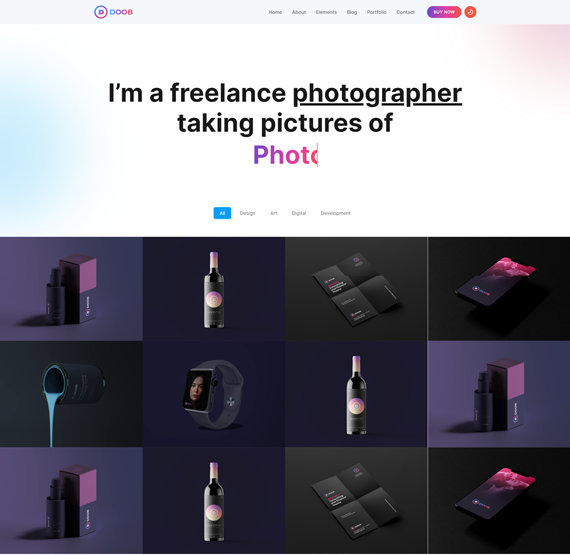 DOOB
Home About Elements Blog Portfolio Contact BUY NOW
I'm a freelance photographer
taking pictures of
Photo
All Design Art Digital Development